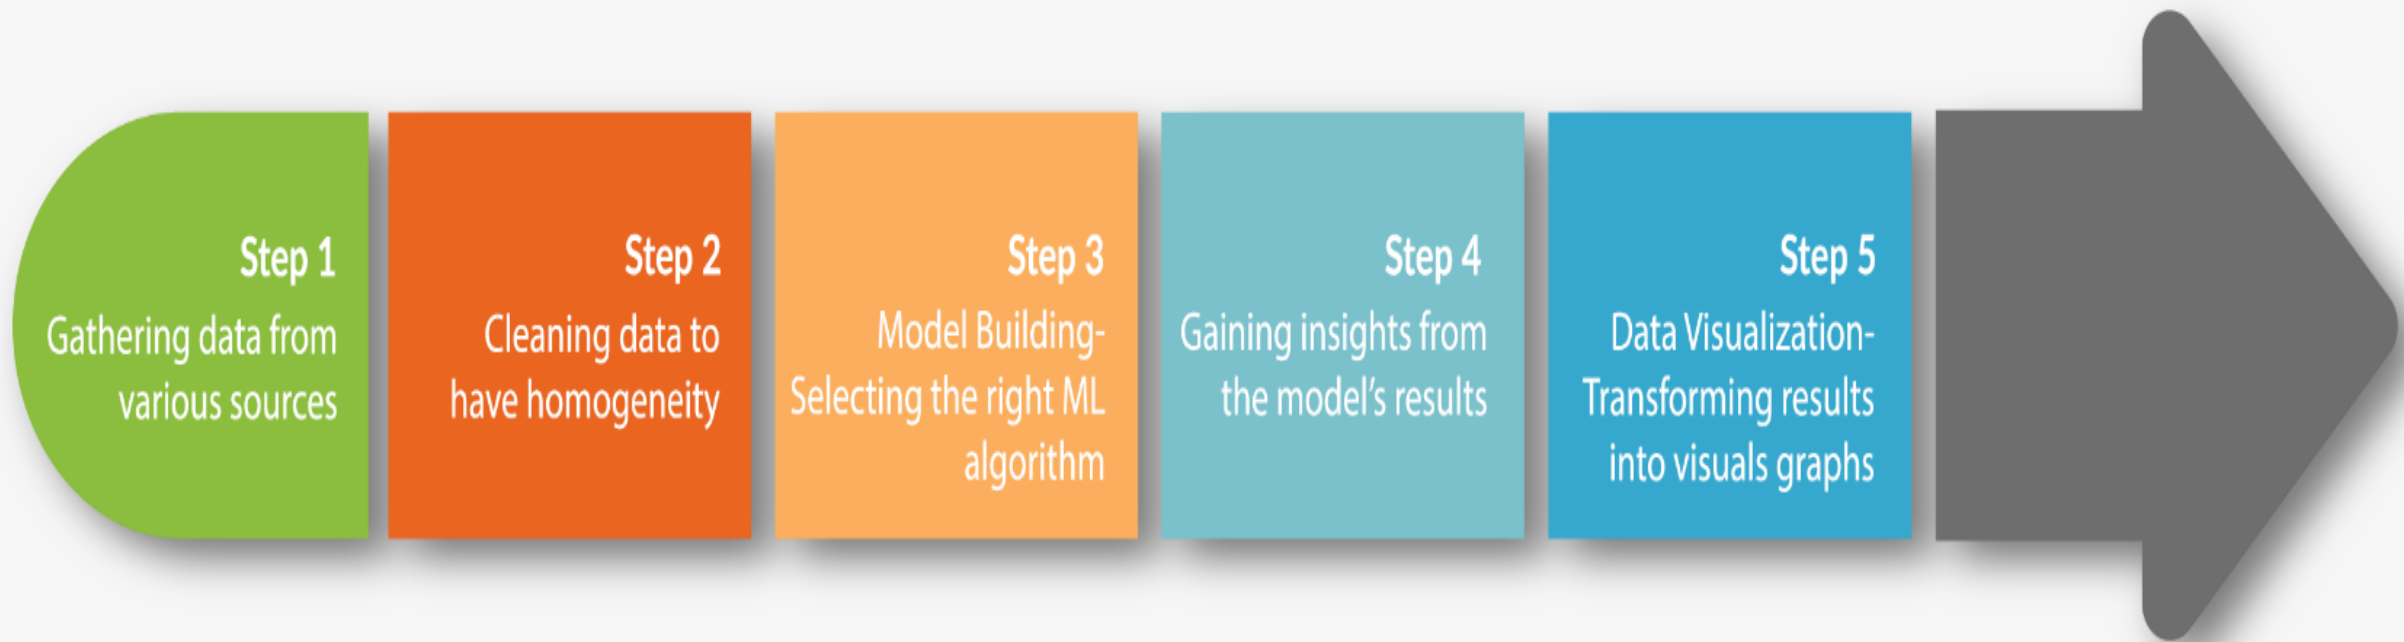 Step 1
Gathering data from
various sources
Step 2
Cleaning data to
have homogeneity
Step 3
Model Building-
Selecting the right ML
algorithm
Step 4
Gaining insights from
the model’s results
Step 5
Data Visualization-
Transforming results
into visuals graphs